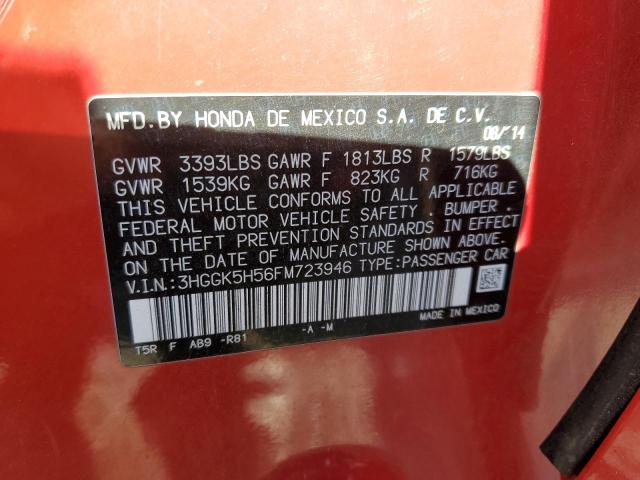 MFD.BY HONDA DE MEXICO S.A. DE C.V.
08/'14
GVWR 3393LBS GAWR F 1813LBS R 1579LBS
GVWR 1539KG GAWR F 823KG R 716KG
THIS VEHICLE CONFORMS TO ALL APPLICABLE
FEDERAL MOTOR VEHICLE SAFETY . BUMPER .
AND THEFT PREVENTION STANDARDS IN EFFECT
ON THE DATE OF MANUFACTURE SHOWN ABOVE.
V.I.N.:3HGGK5H56FM723946 TYPE:PASSENGER CAR
MADE IN MEXICO
T5R F AB9 -R81 -A -M